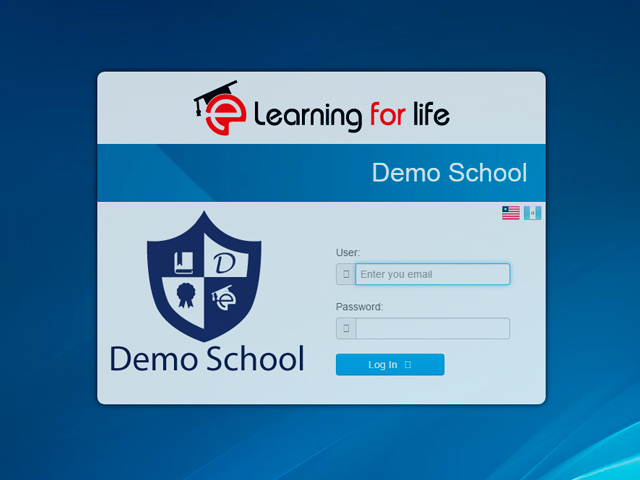 e Learning for life
Demo School
D
e
Demo School
User:
Enter you email
Password:
Log In